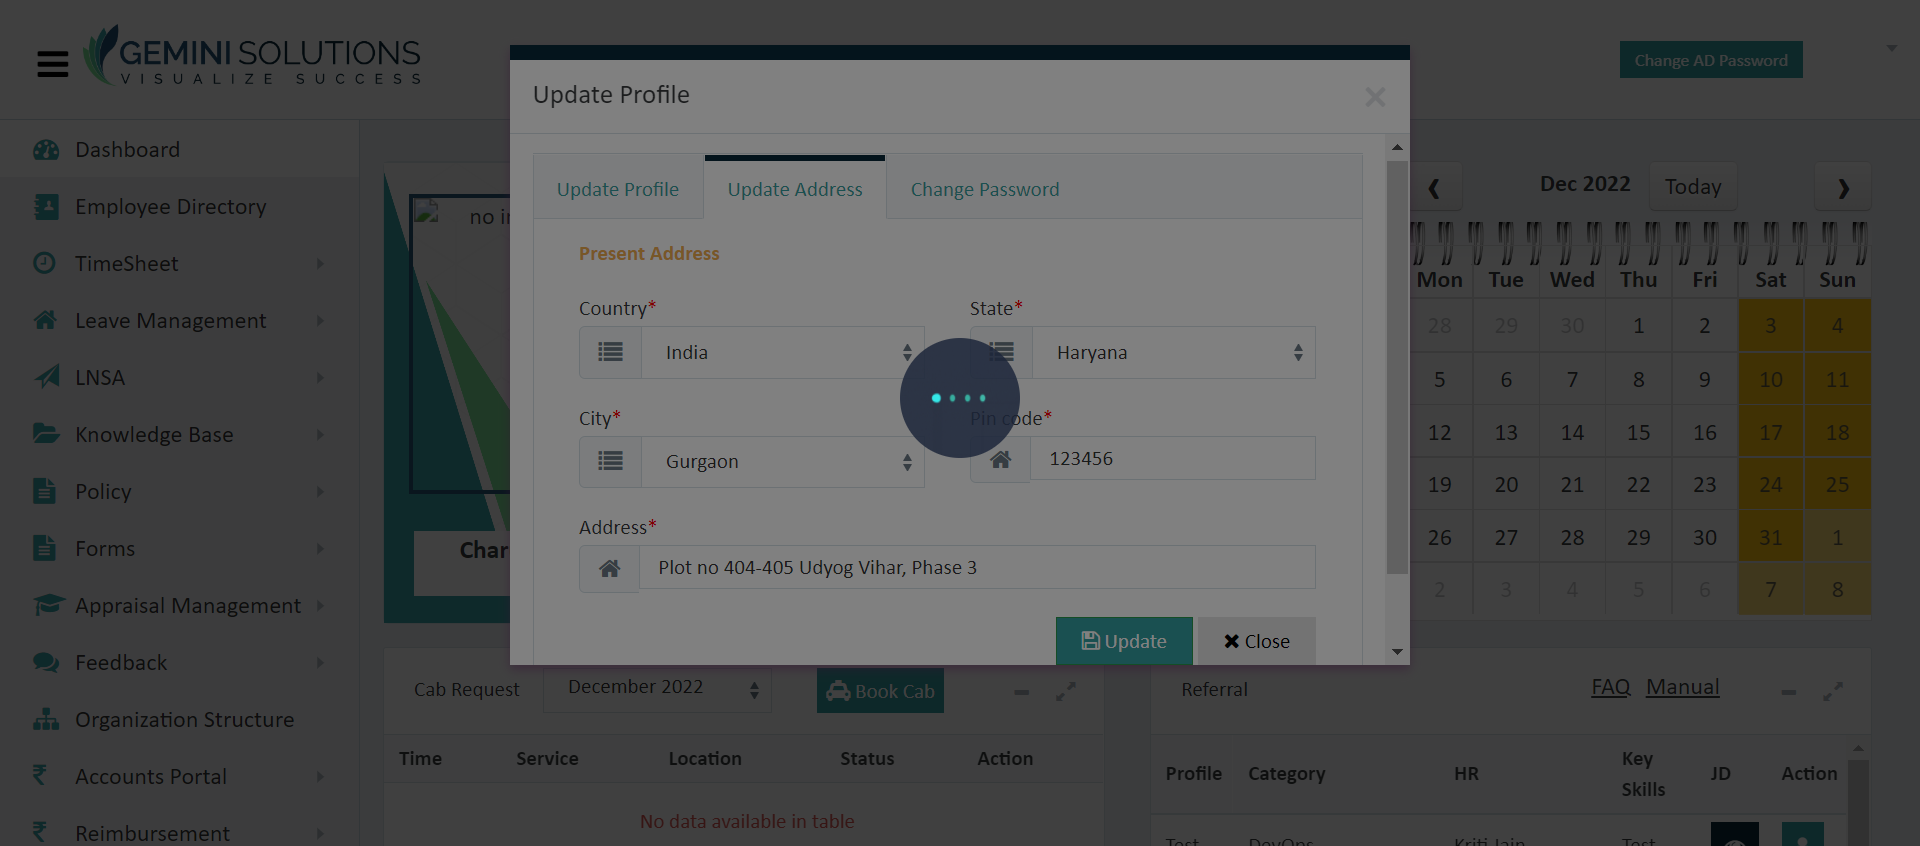 GEMINI SOLUTIONS
VISUALIZE SUCCESS
Change AD Password
Dashboard
Employee Directory
TimeSheet
Leave Management
LNSA
Knowledge Base
Policy
Forms
Appraisal Management
Feedback
Organization Structure
Accounts Portal
Reimbursement
no
Char
Update Profile
Update Profile Update Address Change Password
Present Address
Country* State*
India Haryana
City* Pin code*
Gurgaon 123456
Address*
Plot no 404-405 Udyog Vihar, Phase 3
Update Close
Dec 2022 Today
Mon Tue Wed Thu Fri Sat Sun
28 29 30 1 2 3 4
5 6 7 8 9 10 11
12 13 14 15 16 17 18
19 20 21 22 23 24 25
26 27 28 29 30 31 1
2 3 4 5 6 7 8
Cab Request December 2022 Book Cab
Time Service Location Status Action
No data available in table
Referral FAQ Manual
Profile Category HR Key Skills JD Action
Test DevOps Kriti Jain Test